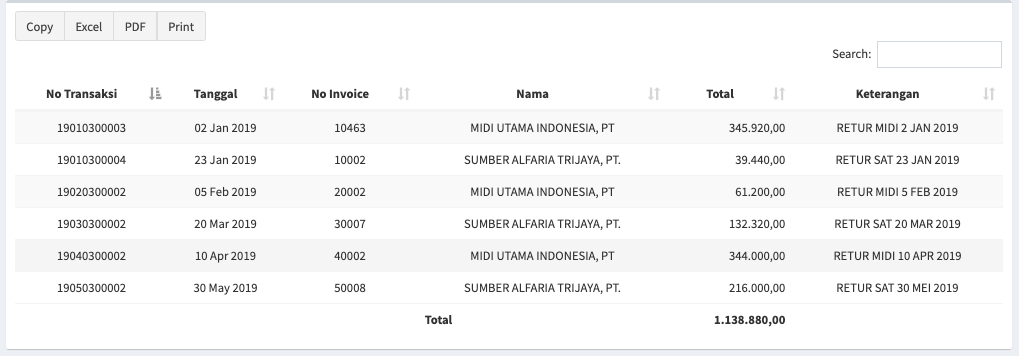 Copy Excel PDF Print
Search:
No Transaksi Tanggal No Invoice Nama Total Keterangan
19010300003 02 Jan 2019 10463 MIDI UTAMA INDONESIA, PT 345.920,00 RETUR MIDI 2 JAN 2019
19010300004 23 Jan 2019 10002 SUMBER ALFARIA TRIJAYA, PT. 39.440,00 RETUR SAT 23 JAN 2019
19020300002 05 Feb 2019 20002 MIDI UTAMA INDONESIA, PT 61.200,00 RETUR MIDI 5 FEB 2019
19030300002 20 Mar 2019 30007 SUMBER ALFARIA TRIJAYA, PT. 132.320,00 RETUR SAT 20 MAR 2019
19040300002 10 Apr 2019 40002 MIDI UTAMA INDONESIA, PT 344.000,00 RETUR MIDI 10 APR 2019
19050300002 30 May 2019 50008 SUMBER ALFARIA TRIJAYA, PT. 216.000,00 RETUR SAT 30 MEI 2019
Total 1.138.880,00